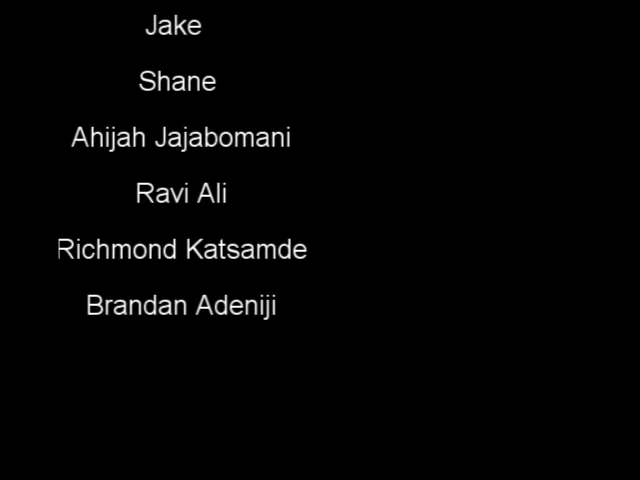 Jake
Shane
Ahijah Jajabomani
Ravi Ali
Richmond Katsamde
Brandan Adeniji